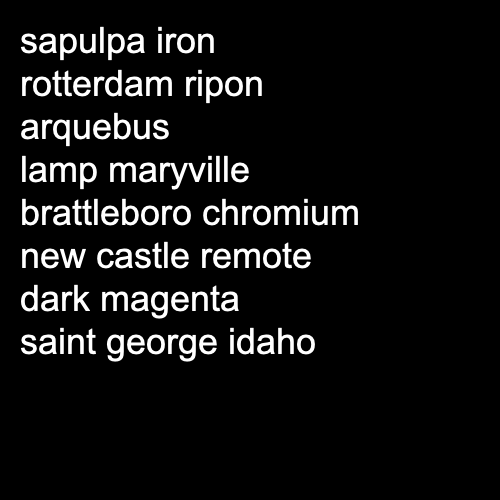 sapulpa iron
rotterdam ripon
arquebus
lamp maryville
brattleboro chromium
new castle remote
dark magenta
saint george idaho